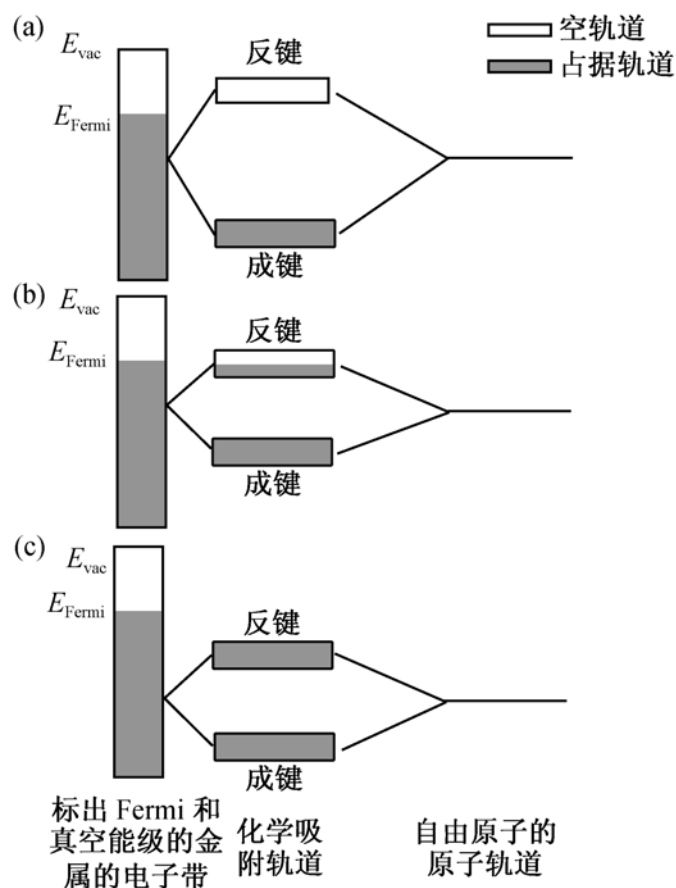 (a)
E_vac
E_Fermi
反键
成键
空轨道
占据轨道
(b)
E_vac
E_Fermi
反键
成键
(c)
E_vac
E_Fermi
反键
成键
标出 Fermi 和
真空能级的金
属的电子带
化学吸
附轨道
自由原子的
原子轨道